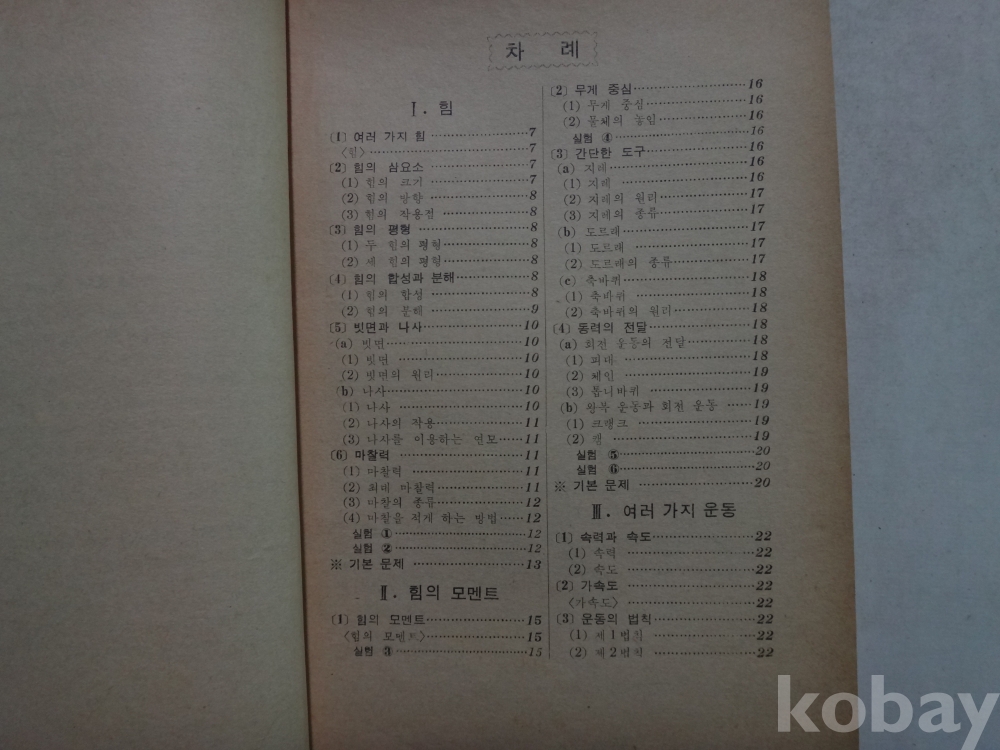 차 례
Ⅰ. 힘
〔1〕 여러 가지 힘 ………7
〈힘〉………7
〔2〕 힘의 심요소 ………7
(1) 힘의 크기 ………7
(2) 힘의 방향 ………8
(3) 힘의 작용점 ………8
〔3〕 힘의 평형 ………8
(1) 두 힘의 평형………8
(2) 세 힘의 평형………8
〔4〕 힘의 합성과 분해………8
(1) 힘의 합성………8
(2) 힘의 분해………9
〔5〕 빗면과 나사………10
(a) 빗면………10
(1) 빗면 ………10
(2) 빗면의 원리………10
(b) 나사………10
(1) 나사 ………10
(2) 나사의 작용………11
(3) 나사를 이용하는 연모………11
〔6〕 마찰력 ………11
(1) 마찰력 ………11
(2) 최대 마찰력………11
(3) 마찰의 종류………12
(4) 마찰을 적게 하는 방법……12
실험 ①………12
실험 ②………12
※ 기본 문제 ………13
Ⅱ. 힘의 모멘트
〔1〕 힘의 모멘트………15
〈힘의 모멘트〉………15
실험 ③………15
〔2〕 무게 중심………16
(1) 무게 중심………16
(2) 물체의 놓임………16
실험 ④………16
〔3〕 간단한 도구………16
(a) 지레………16
(1) 지레 ………16
(2) 지레의 원리………17
(3) 지레의 종류………17
(b) 도르래………17
(1) 도르래………17
(2) 도르래의 종류………17
(c) 축바퀴………18
(1) 축바퀴………18
(2) 축바퀴의 원리………18
〔4〕 동력의 전달………18
(a) 회전 운동의 전달………18
(1) 피대 ………18
(2) 체인 ………19
(3) 톱니바퀴 ………19
(b) 왕복 운동과 회전 운동 ……19
(1) 크랭크 ………19
(2) 캠 ………19
실험 ⑤………20
실험 ⑥………20
※ 기본 문제 ………20
Ⅲ. 여러 가지 운동
〔1〕 속력과 속도………22
(1) 속력 ………22
(2) 속도 ………22
〔2〕 가속도 ………22
〈가속도〉………22
〔3〕 운동의 법칙………22
(1) 제1법칙 ………22
(2) 제2법칙 ………22
kobay